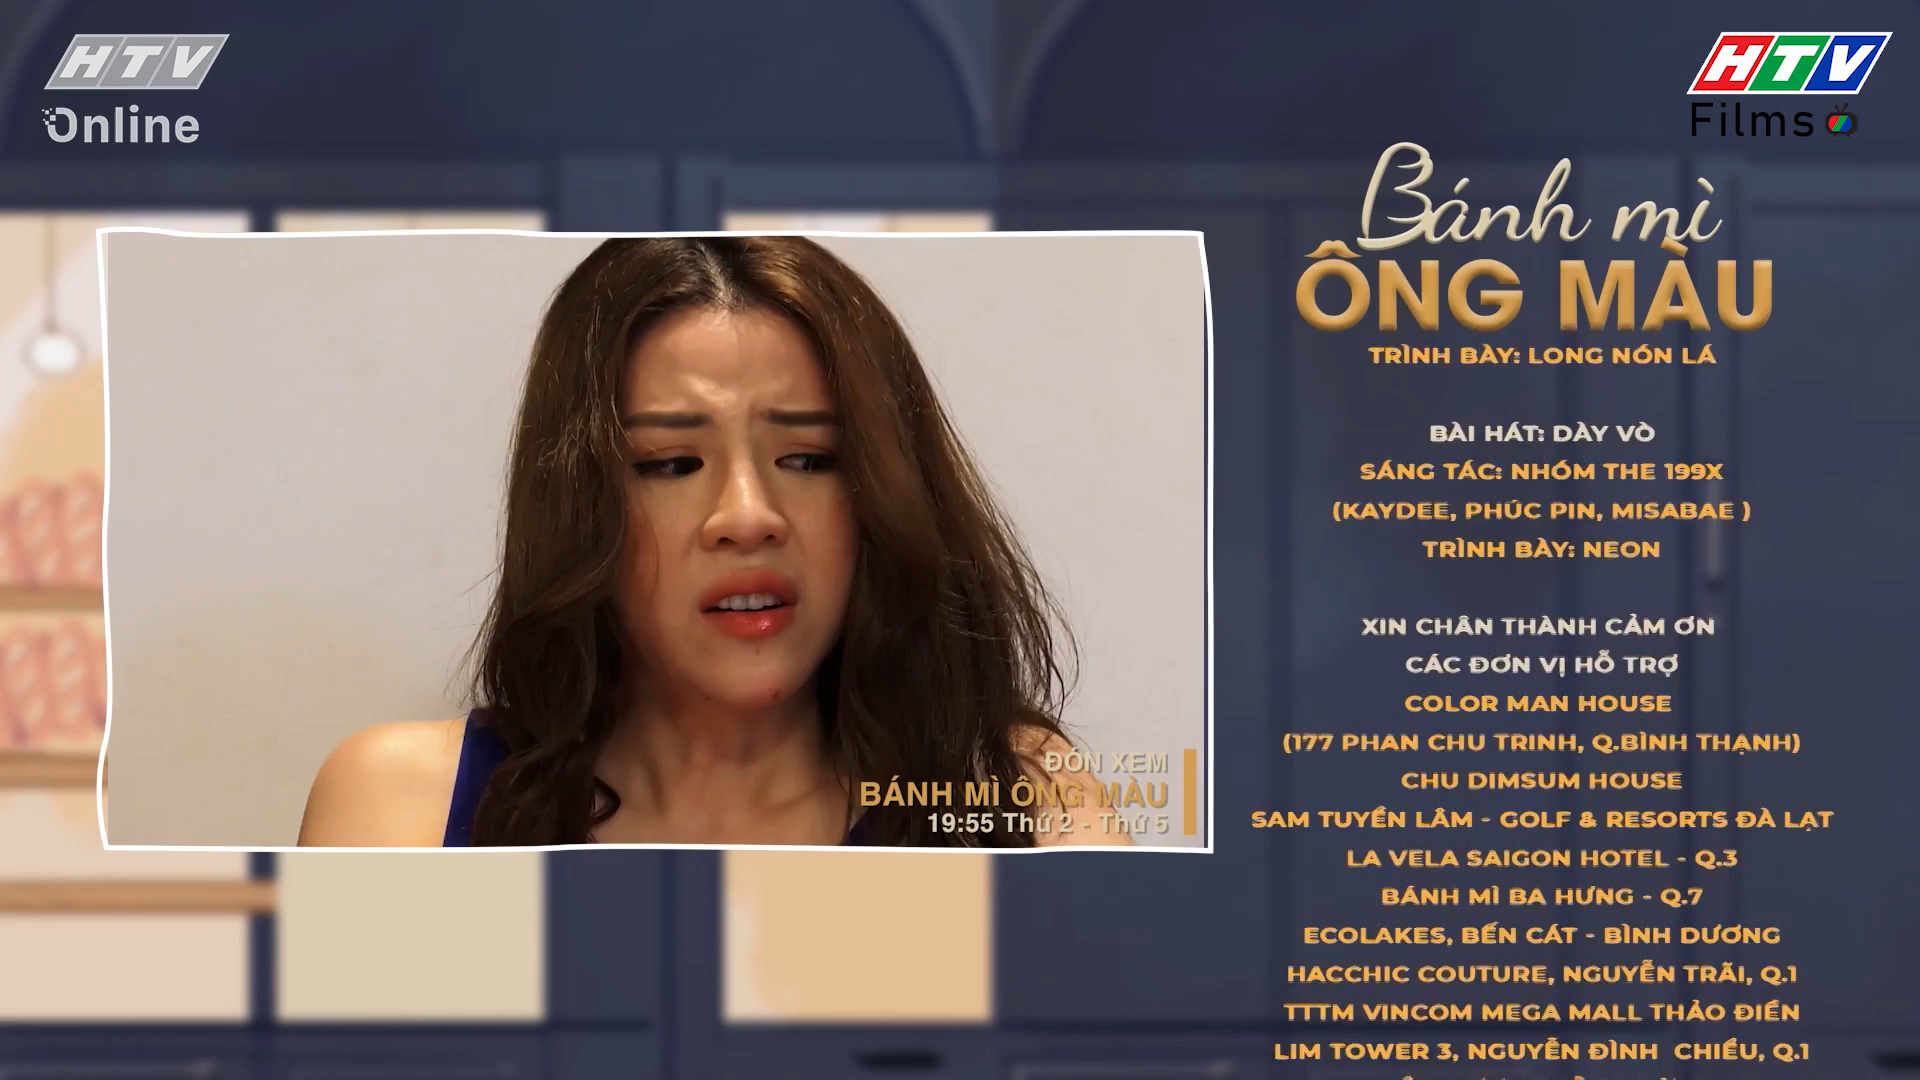 HTV
Online
HTV
Films
Bánh mì
ÔNG MÀU
TRÌNH BÀY: LONG NÓN LÁ
BÀI HÁT: DÀY VÒ
SÁNG TÁC: NHÓM THE 199X
(KAYDEE, PHÚC PIN, MISABAE )
TRÌNH BÀY: NEON
XIN CHÂN THÀNH CẢM ƠN
CÁC ĐƠN VỊ HỖ TRỢ
COLOR MAN HOUSE
(177 PHAN CHU TRINH, Q.BÌNH THẠNH)
CHU DIMSUM HOUSE
SAM TUYỀN LÂM - GOLF & RESORTS ĐÀ LẠT
LA VELA SAIGON HOTEL - Q.3
BÁNH MÌ BA HƯNG - Q.7
ECOLAKES, BẾN CÁT - BÌNH DƯƠNG
HACCHIC COUTURE, NGUYỄN TRÃI, Q.1
TTTM VINCOM MEGA MALL THẢO ĐIỀN
LIM TOWER 3, NGUYỄN ĐÌNH CHIỂU, Q.1
ĐÓN XEM
BÁNH MÌ ÔNG MÀU
19:55 Thứ 2 - Thứ 5